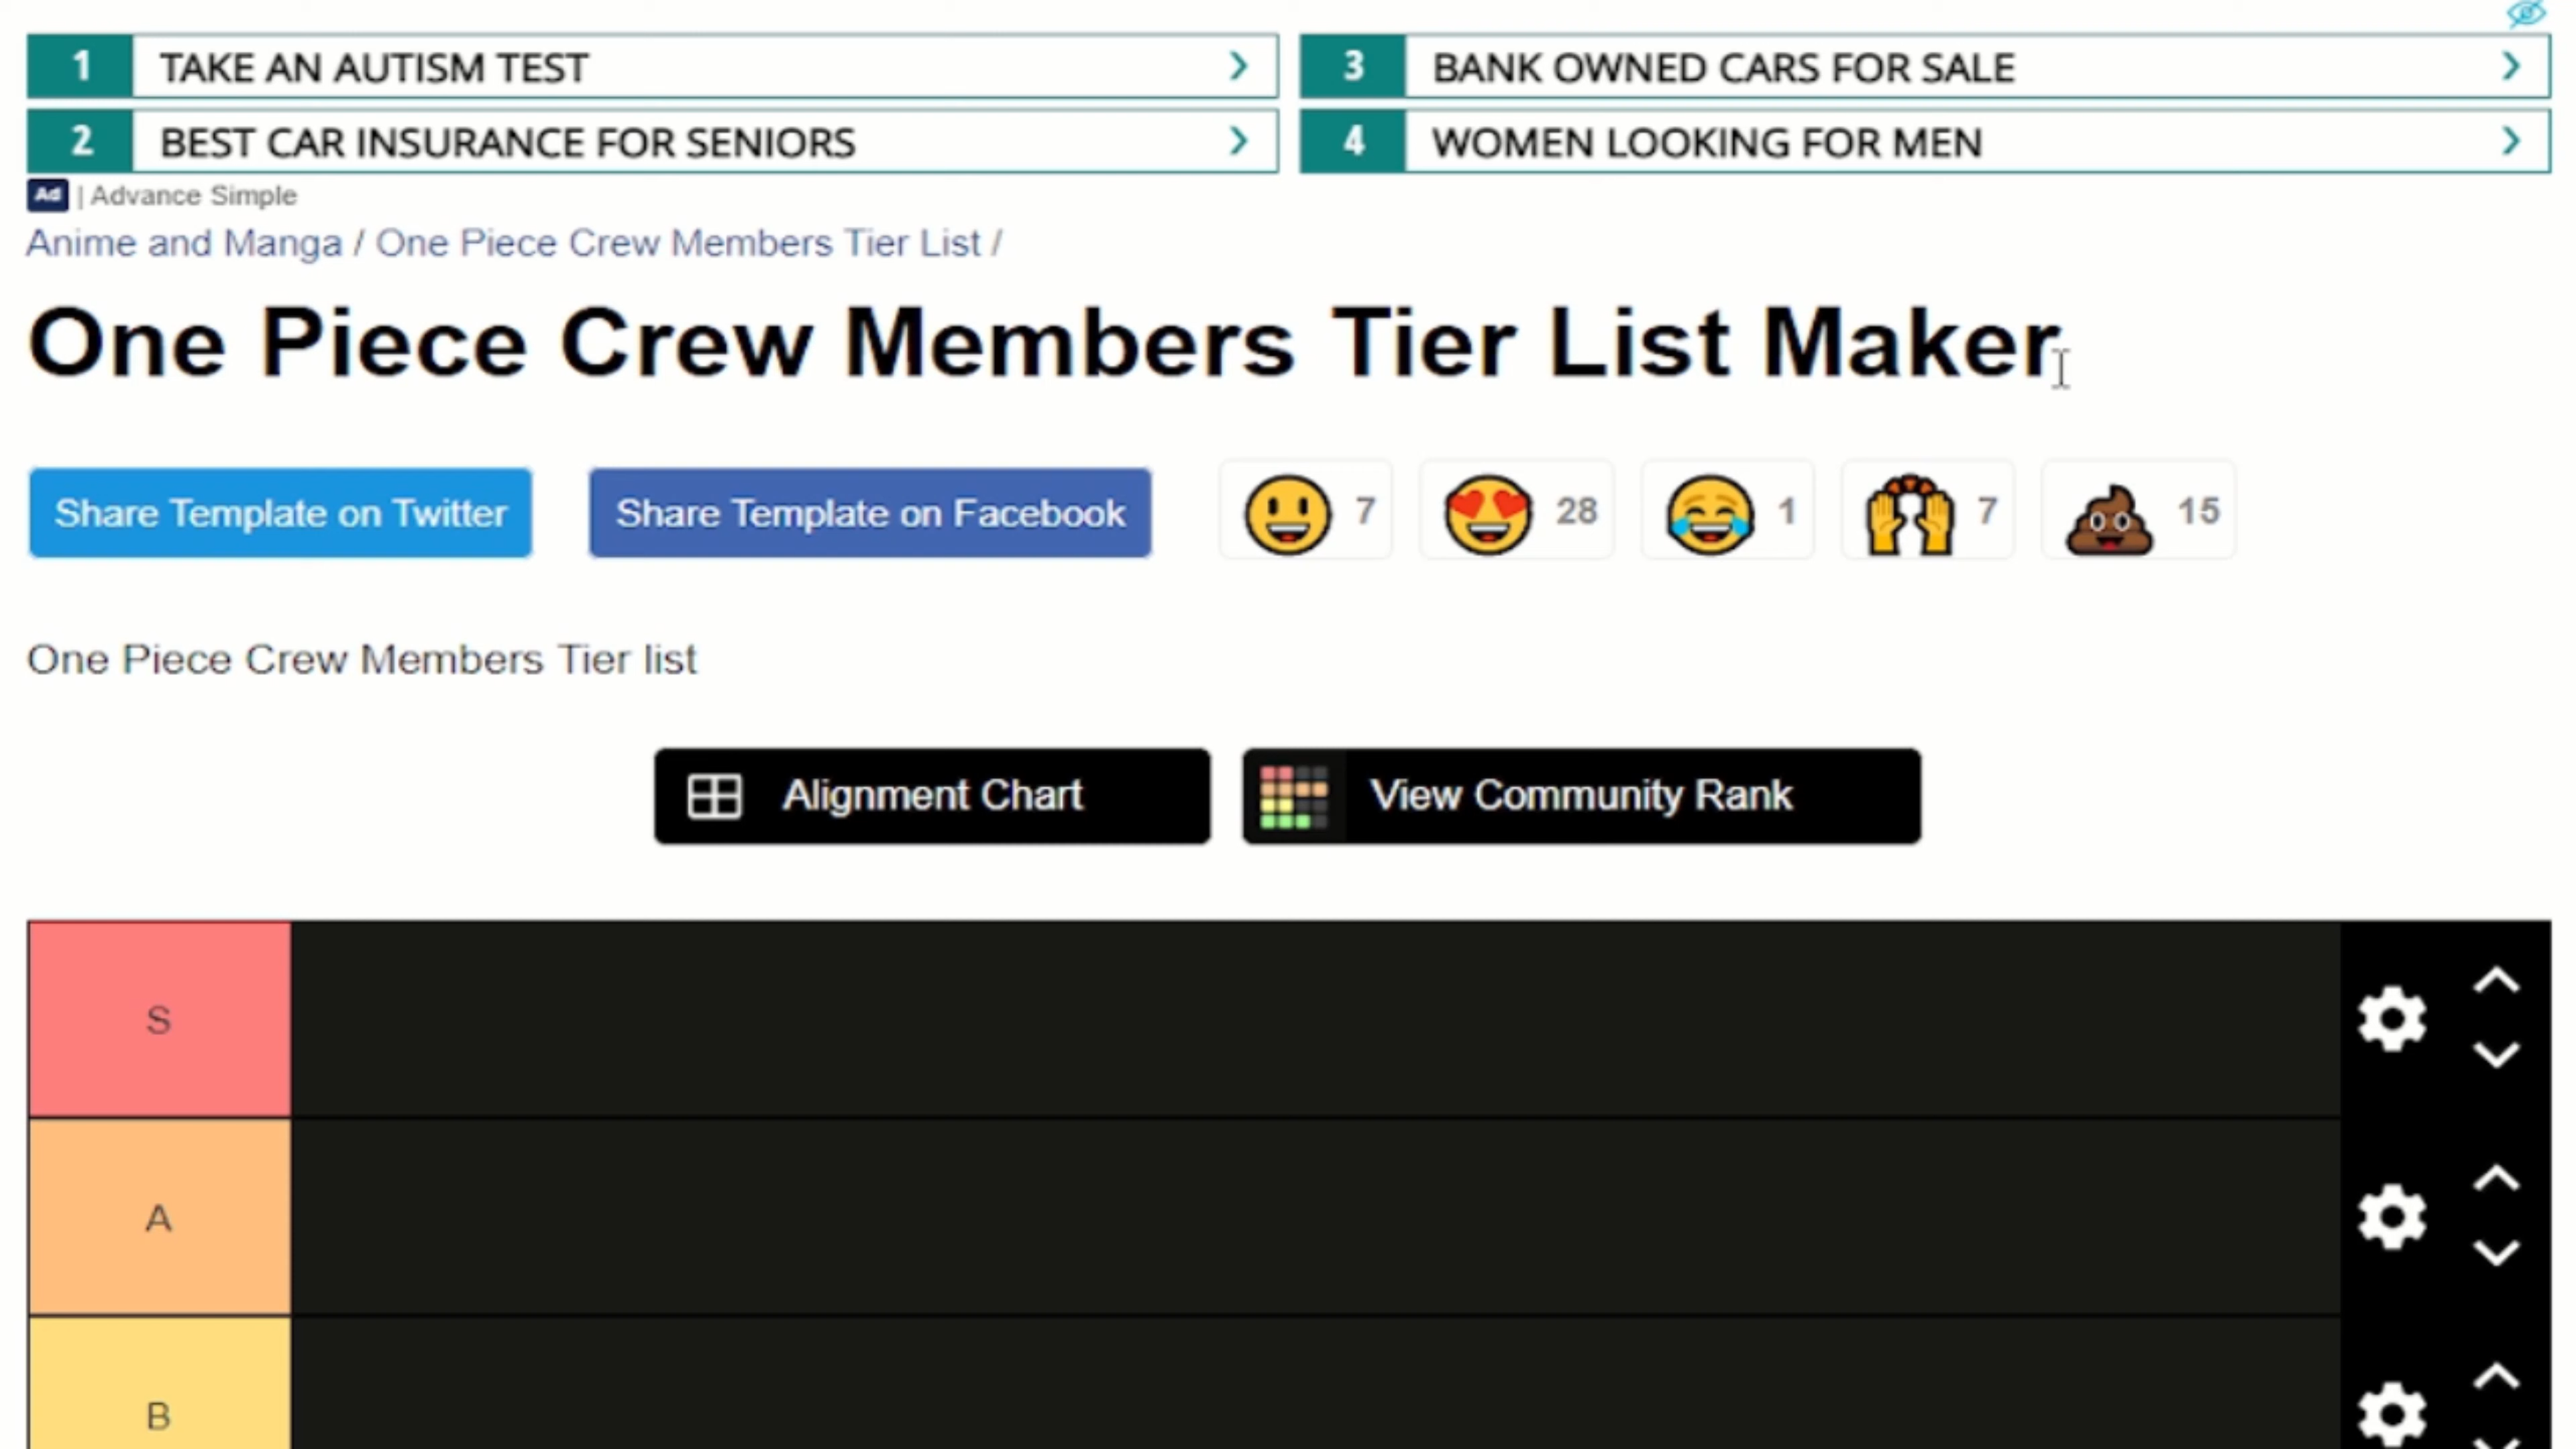 1 TAKE AN AUTISM TEST
2 BEST CAR INSURANCE FOR SENIORS
3 BANK OWNED CARS FOR SALE
4 WOMEN LOOKING FOR MEN
Ad | Advance Simple
Anime and Manga / One Piece Crew Members Tier List /
One Piece Crew Members Tier List Maker
Share Template on Twitter
Share Template on Facebook
7
28
1
7
15
One Piece Crew Members Tier list
Alignment Chart
View Community Rank
S
A
B